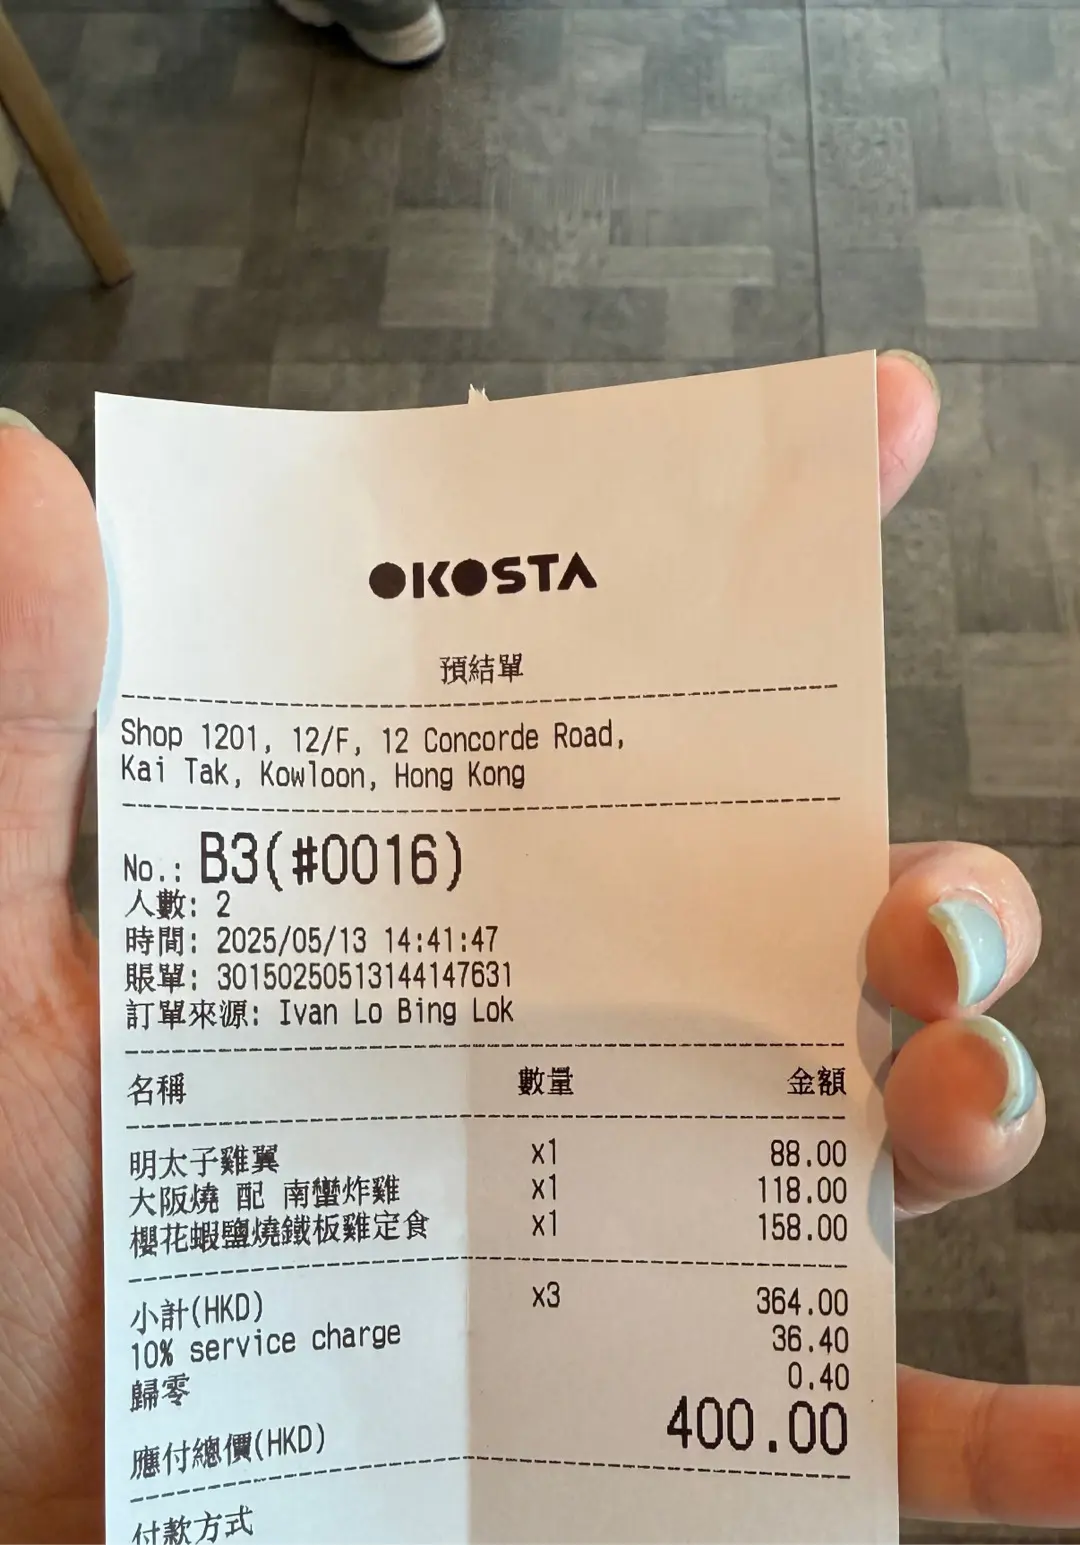 OKOSTA
預結單
Shop 1201, 12/F, 12 Concorde Road,
Kai Tak, Kowloon, Hong Kong
No.: B3(#0016)
人數: 2
時間: 2025/05/13 14:41:47
賬單: 30150250513144147631
訂單來源: Ivan Lo Bing Lok
名稱 數量 金額
明太子雞翼 x1 88.00
大阪燒 配 南蠻炸雞 x1 118.00
櫻花蝦鹽燒鐵板雞定食 x1 158.00
小計(HKD) x3 364.00
10% service charge 36.40
歸零 0.40
應付總價(HKD) 400.00
付款方式